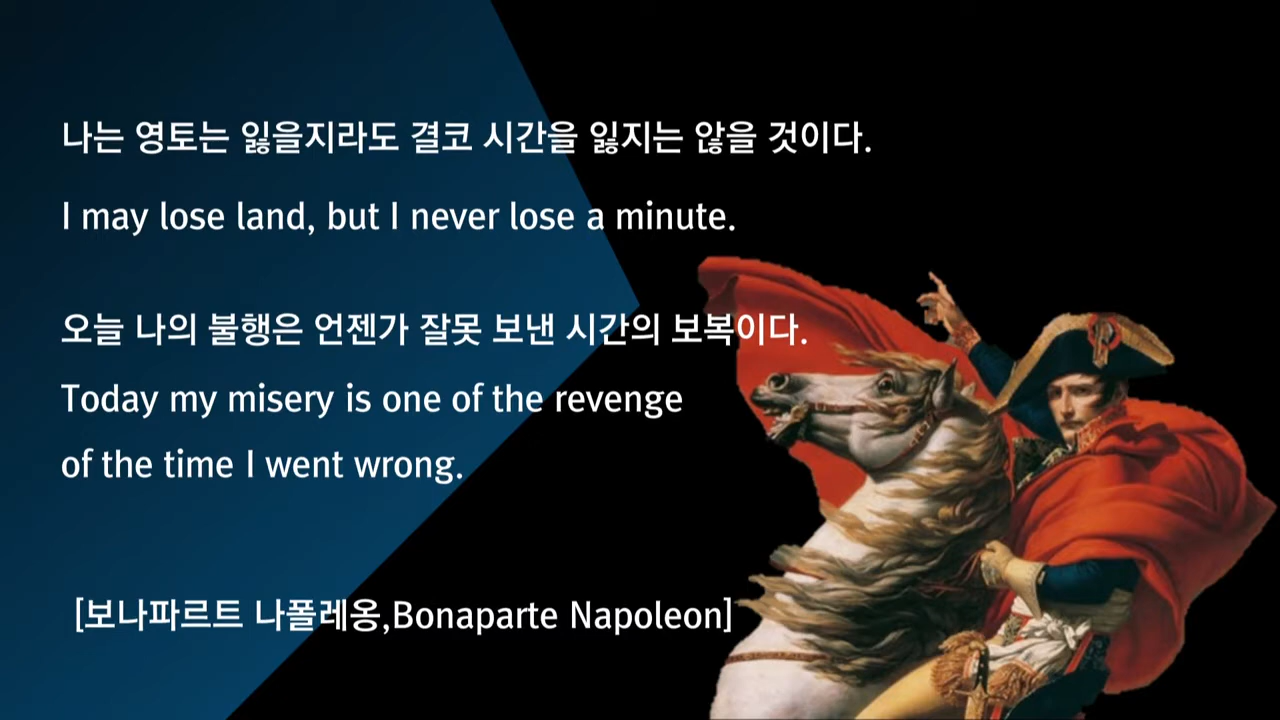 나는 영토는 잃을지라도 결코 시간을 잃지는 않을 것이다.
I may lose land, but I never lose a minute.
오늘 나의 불행은 언젠가 잘못 보낸 시간의 보복이다.
Today my misery is one of the revenge
of the time I went wrong.
[보나파르트 나폴레옹,Bonaparte Napoleon]